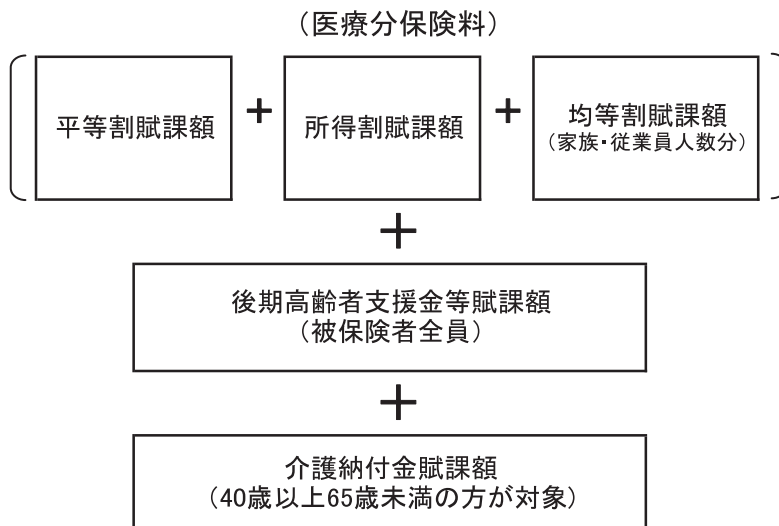 （医療分保険料）
平等割賦課額
+
所得割賦課額
+
均等割賦課額
（家族・従業員人数分）
+
後期高齢者支援金等賦課額
（被保険者全員）
+
介護納付金賦課額
（40歳以上65歳未満の方が対象）